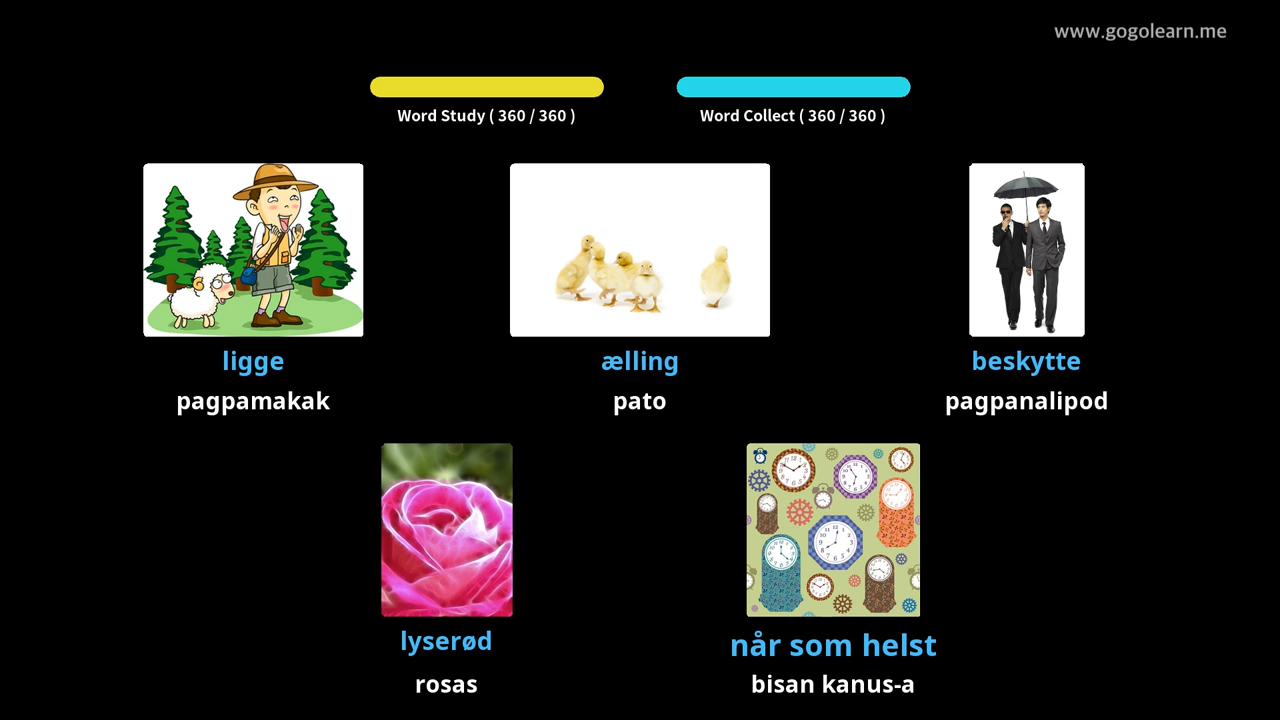 www.gogolearn.me
Word Study ( 360 / 360 )
Word Collect ( 360 / 360 )
ligge
pagpamakak
ælling
pato
beskytte
pagpanalipod
lyserød
rosas
når som helst
bisan kanus-a